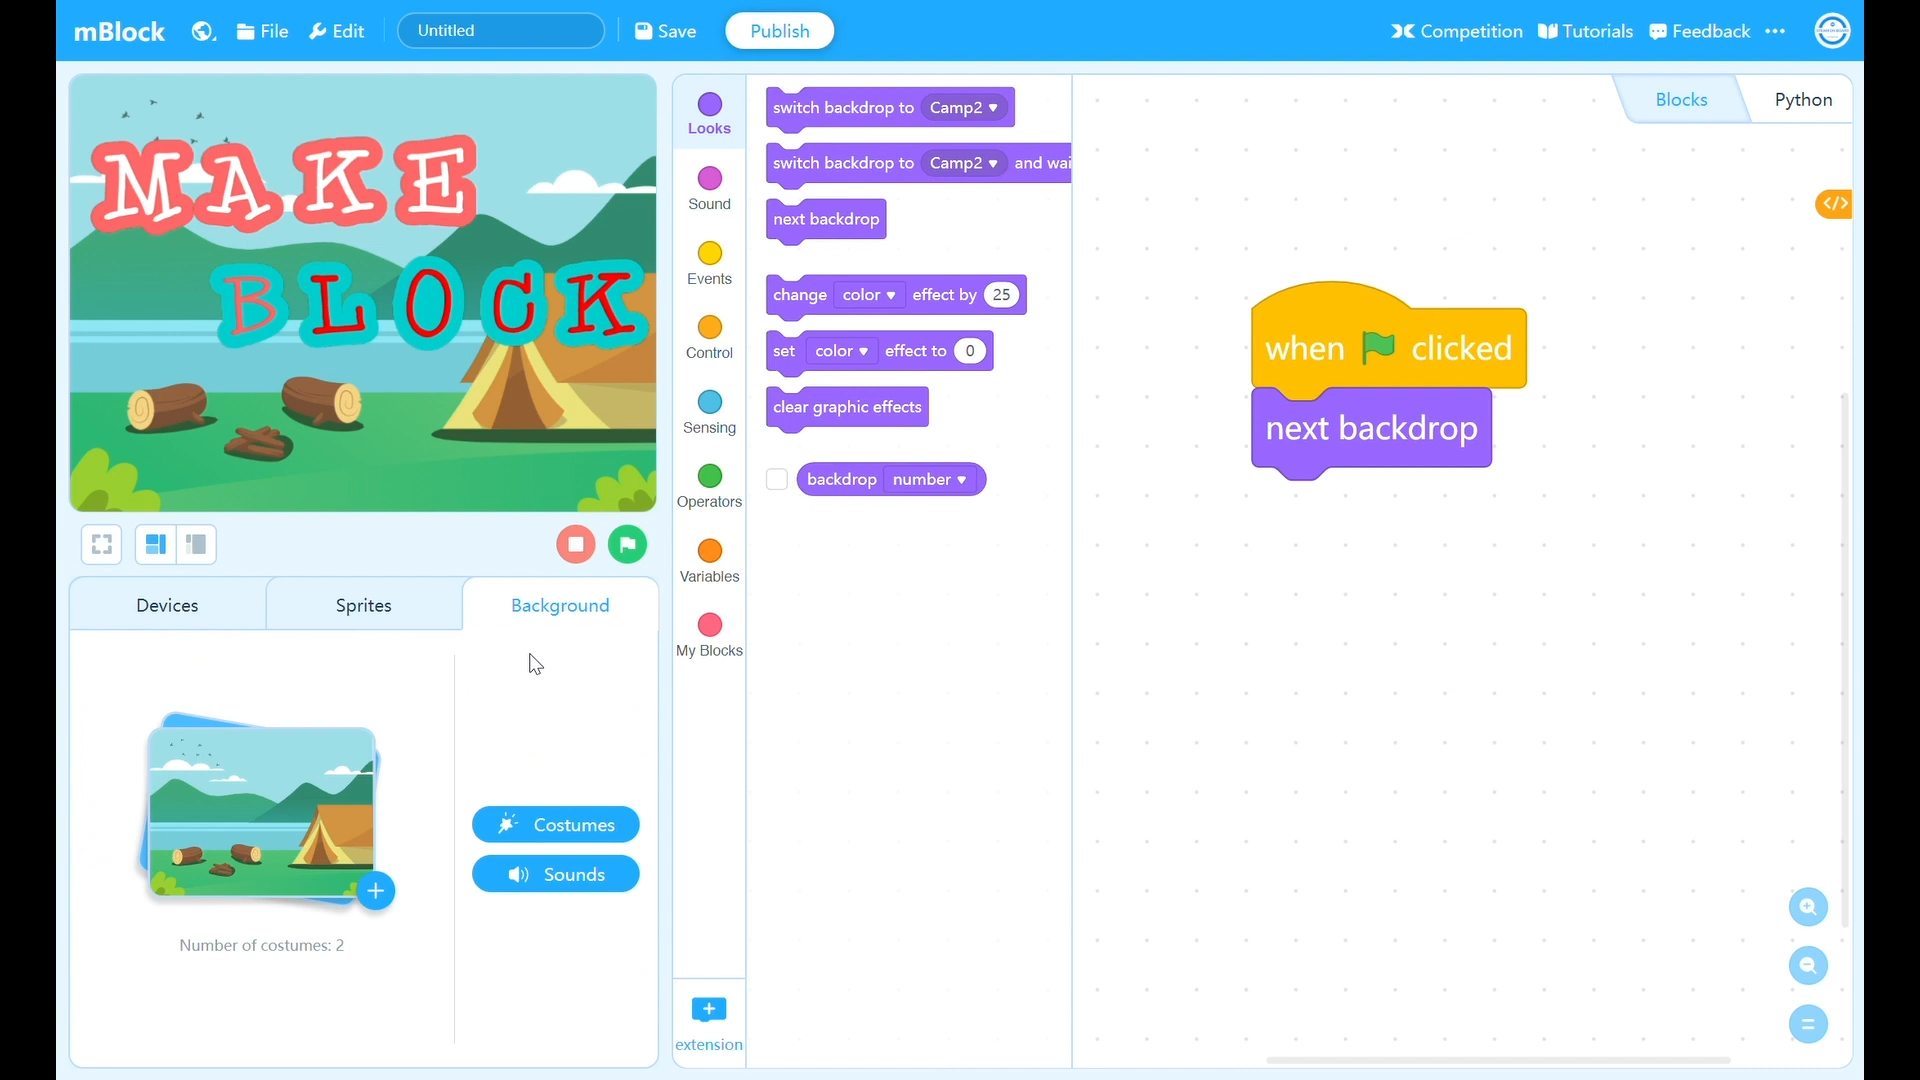 mBlock
File
Edit
Untitled
Save
Publish
Competition
Tutorials
Feedback
MAKE
BLOCK
Looks
Sound
Events
Control
Sensing
Operators
Variables
My Blocks
extension
switch backdrop to Camp2
switch backdrop to Camp2 and wai
next backdrop
change color effect by 25
set color effect to 0
clear graphic effects
backdrop number
Blocks
Python
</>
when clicked
next backdrop
Devices
Sprites
Background
Costumes
Sounds
Number of costumes: 2